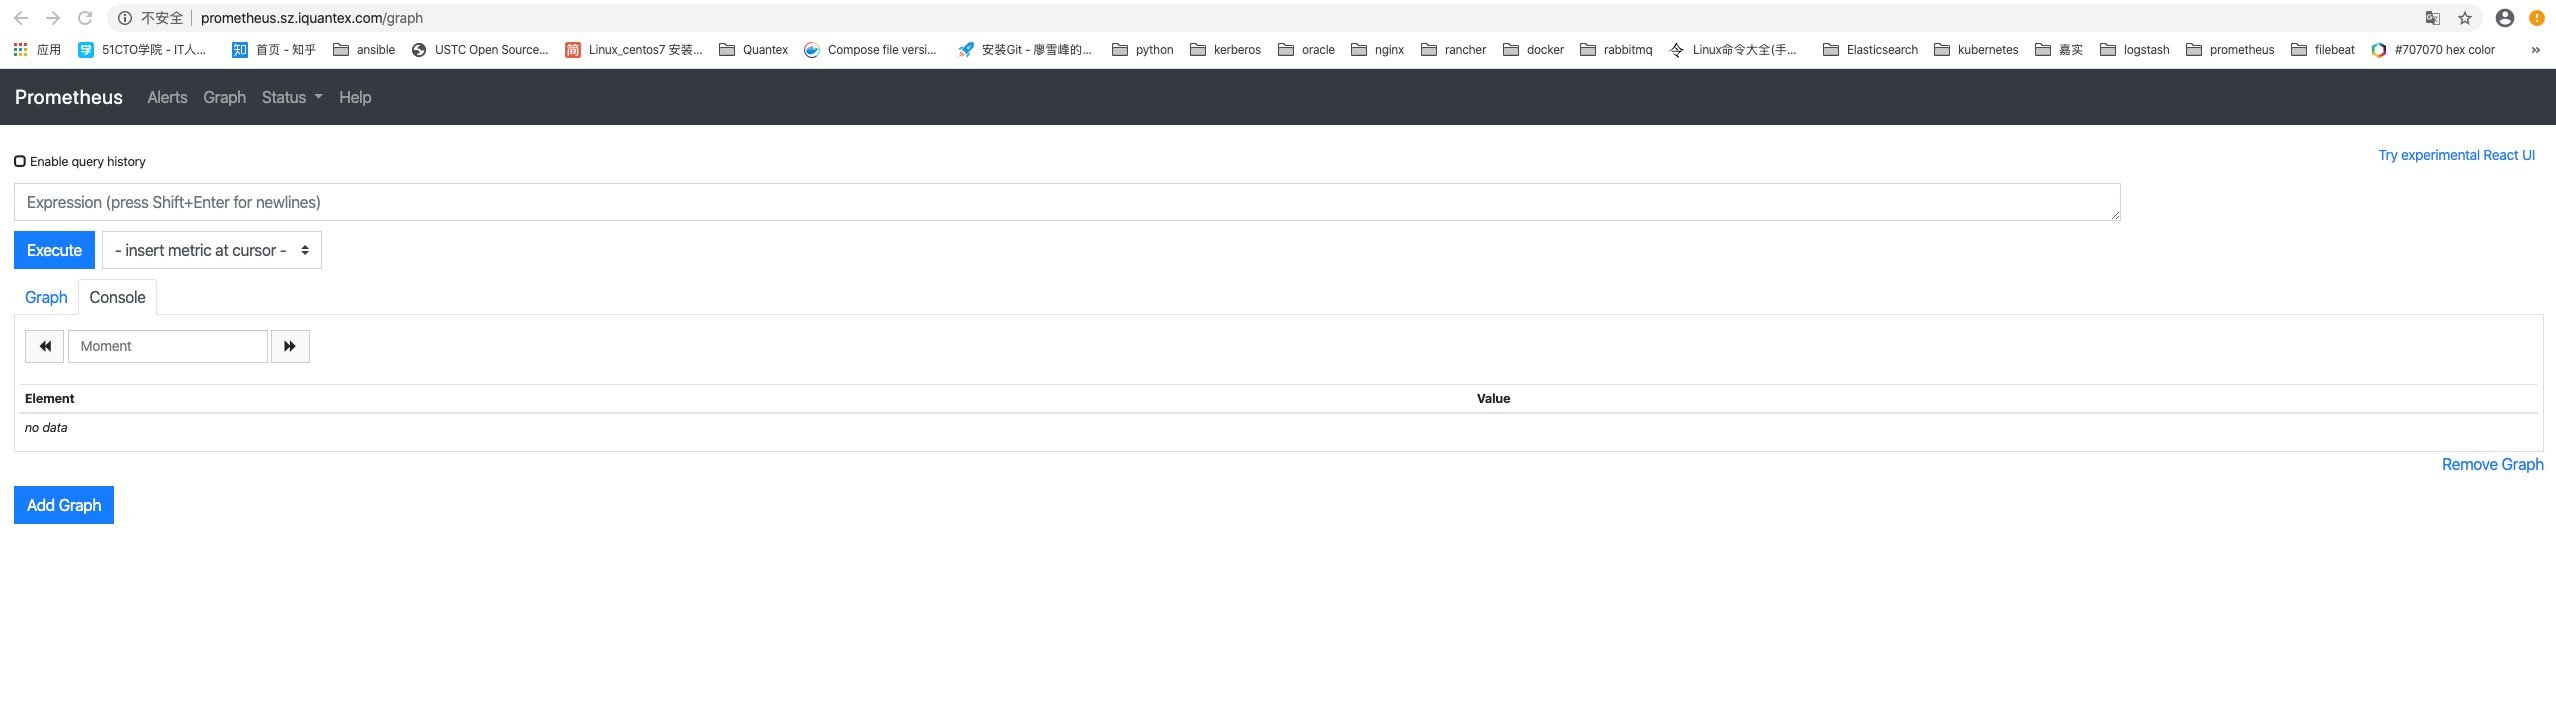 不安全 prometheus.sz.iquantex.com/graph
应用 51CTO学院 - IT人... 首页 - 知乎 ansible USTC Open Source... Linux_centos7 安装... Quantex Compose file versi... 安装Git - 廖雪峰的... python kerberos oracle nginx rancher docker rabbitmq Linux命令大全(手... Elasticsearch kubernetes 嘉实 logstash prometheus filebeat #707070 hex color »
Prometheus Alerts Graph Status Help
Enable query history Try experimental React UI
Expression (press Shift+Enter for newlines)
Execute - insert metric at cursor -
Graph Console
Moment
Element Value
no data
Remove Graph
Add Graph